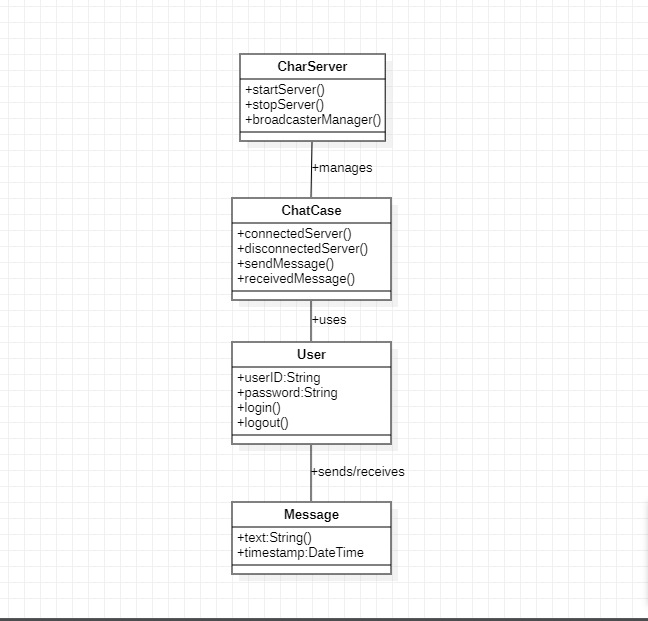 CharServer
+startServer()
+stopServer()
+broadcasterManager()
+manages
ChatCase
+connectedServer()
+disconnectedServer()
+sendMessage()
+receivedMessage()
+uses
User
+userID:String
+password:String
+login()
+logout()
+sends/receives
Message
+text:String()
+timestamp:DateTime